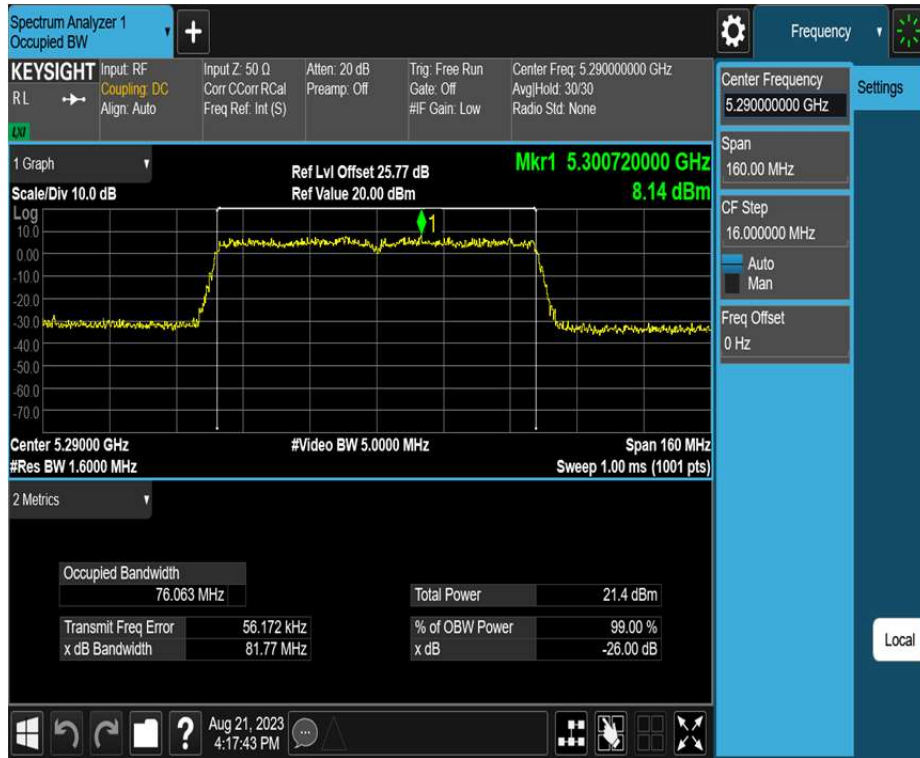 Spectrum Analyzer 1
Occupied BW
+
Frequency
KEYSIGHT
RL
LXI
Input: RF
Coupling: DC
Align: Auto
Input Z: 50 Ω
Corr CCorr RCal
Freq Ref: Int (S)
Atten: 20 dB
Preamp: Off
Trig: Free Run
Gate: Off
#IF Gain: Low
Center Freq: 5.290000000 GHz
Avg|Hold: 30/30
Radio Std: None
Center Frequency
5.290000000 GHz
Settings
Span
160.00 MHz
CF Step
16.000000 MHz
Auto
Man
Freq Offset
0 Hz
1 Graph
Scale/Div 10.0 dB
Ref Lvl Offset 25.77 dB
Ref Value 20.00 dBm
Mkr1 5.300720000 GHz
8.14 dBm
Log
10.0
0.00
-10.0
-20.0
-30.0
-40.0
-50.0
-60.0
-70.0
1
Center 5.29000 GHz
#Video BW 5.0000 MHz
Span 160 MHz
#Res BW 1.6000 MHz
Sweep 1.00 ms (1001 pts)
2 Metrics
Occupied Bandwidth
76.063 MHz
Total Power 21.4 dBm
Transmit Freq Error 56.172 kHz
% of OBW Power 99.00 %
x dB Bandwidth 81.77 MHz
x dB -26.00 dB
Local
?
Aug 21, 2023
4:17:43 PM